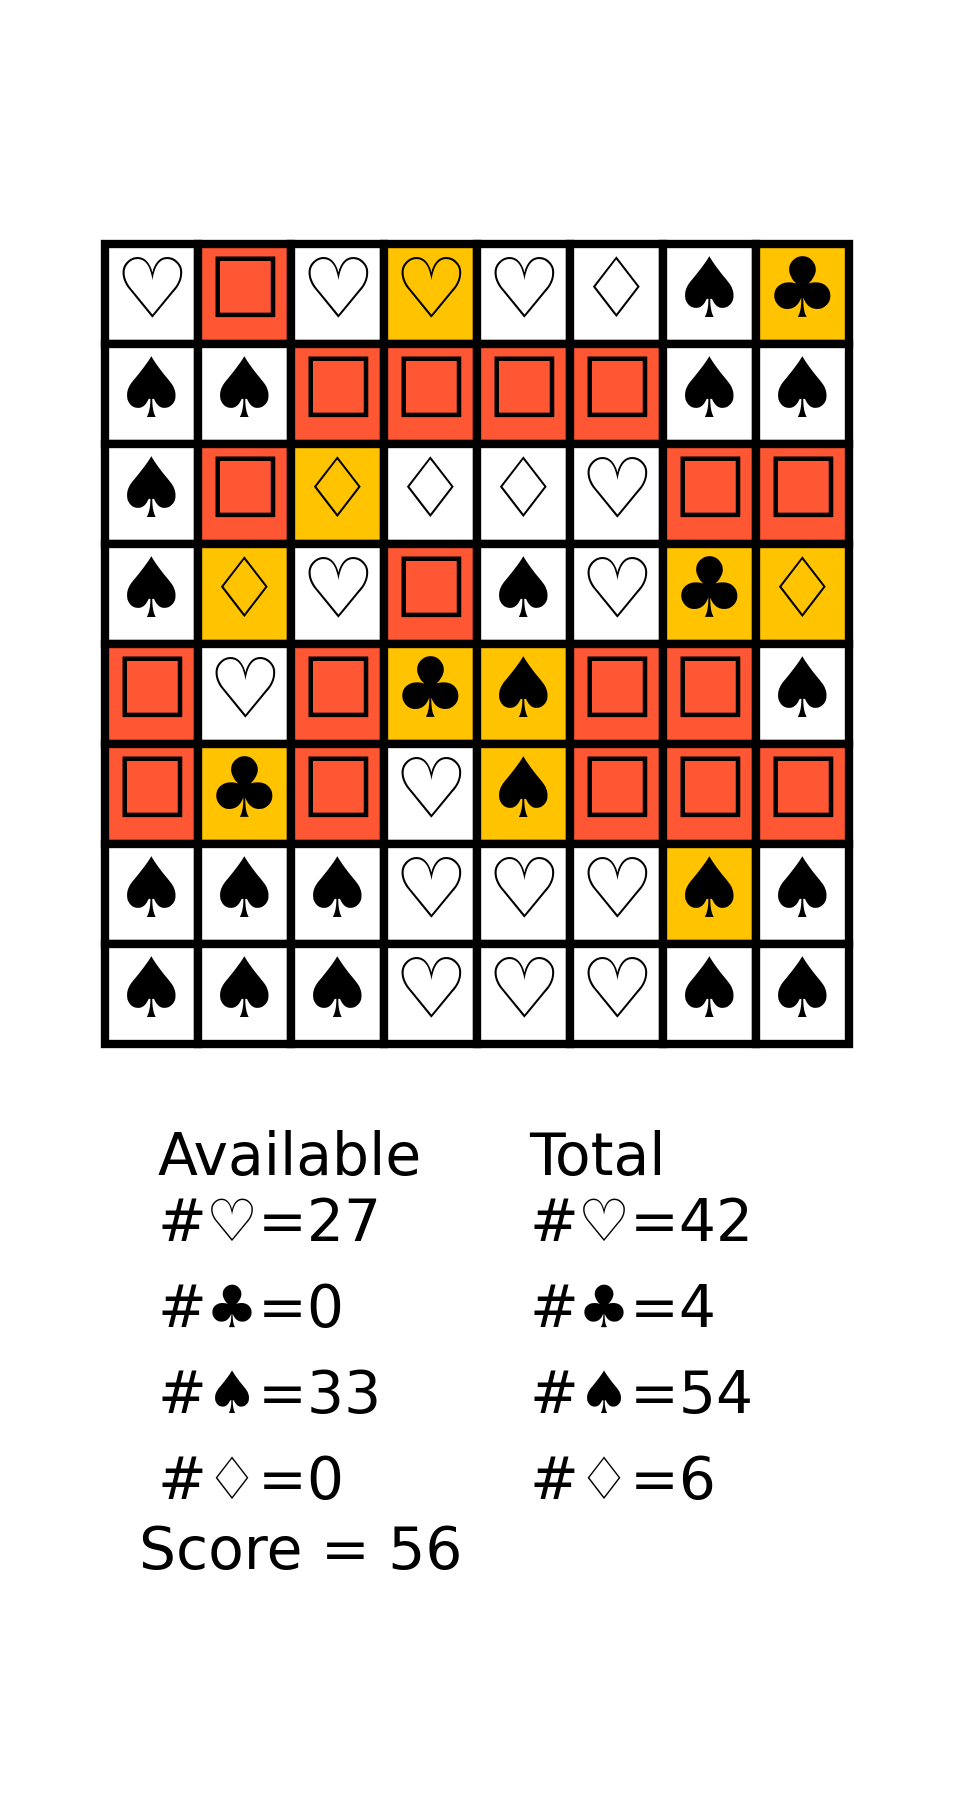 ♡ □ ♡ ♡ ♡ ♢ ♠ ♣
♠ ♠ □ □ □ □ ♠ ♠
♠ □ ♢ ♢ ♢ ♡ □ □
♠ ♢ ♡ □ ♠ ♡ ♣ ♢
□ ♡ □ ♣ ♠ □ □ ♠
□ ♣ □ ♡ ♠ □ □ □
♠ ♠ ♠ ♡ ♡ ♡ ♠ ♠
♠ ♠ ♠ ♡ ♡ ♡ ♠ ♠
Available Total
#♡=27 #♡=42
#♣=0 #♣=4
#♠=33 #♠=54
#♢=0 #♢=6
Score = 56